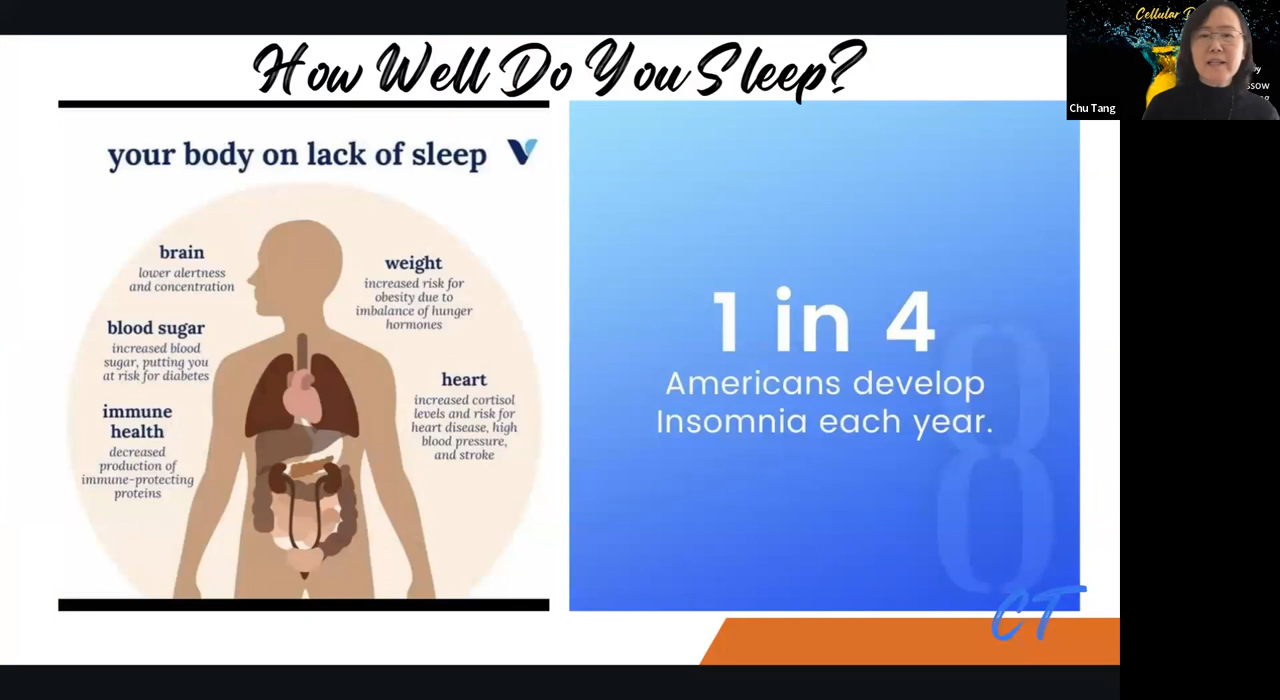 How Well Do You Sleep?
your body on lack of sleep
brain
lower alertness
and concentration
blood sugar
increased blood
sugar, putting you
at risk for diabetes
immune
health
decreased
production of
immune-protecting
proteins
weight
increased risk for
obesity due to
imbalance of hunger
hormones
heart
increased cortisol
levels and risk for
heart disease, high
blood pressure,
and stroke
1 in 4
Americans develop
Insomnia each year.
8
CT
Cellular
by
Chu Tang